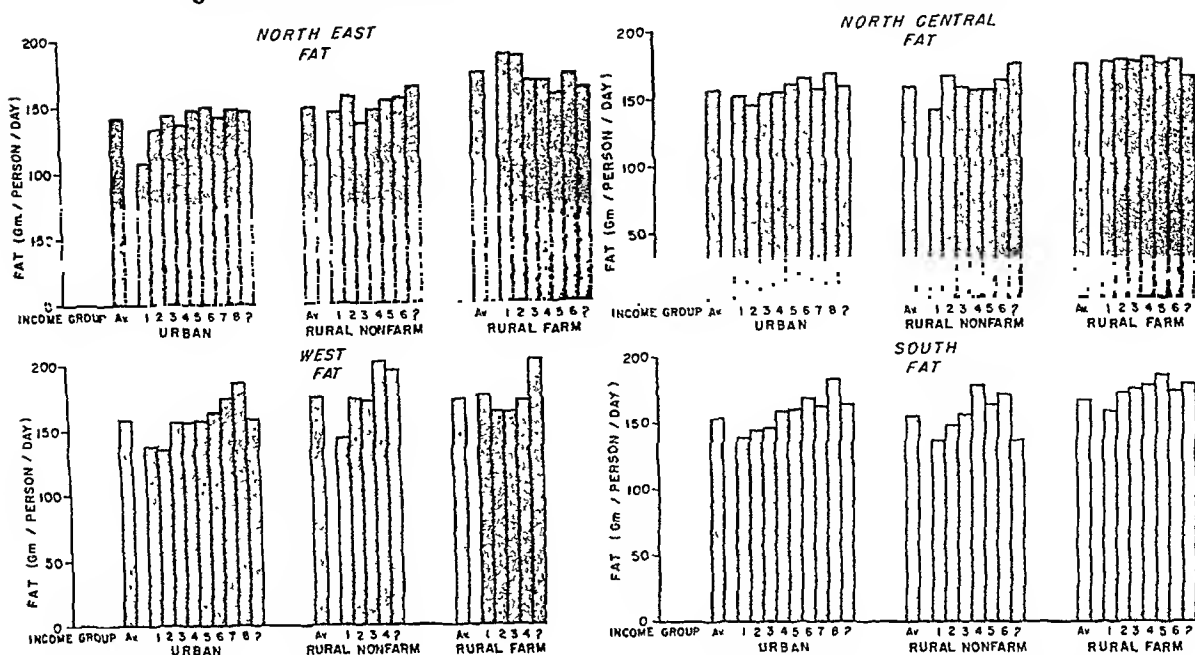 NORTH EAST
FAT
FAT (Gm / PERSON / DAY)
200
150
100
50
0
INCOME GROUP Av 1 2 3 4 5 6 7 8 ? Av 1 2 3 4 5 6 ? Av 1 2 3 4 5 6 ?
URBAN RURAL NONFARM RURAL FARM
NORTH CENTRAL
FAT
FAT (Gm / PERSON / DAY)
200
150
100
50
INCOME GROUP Av 1 2 3 4 5 6 7 8 ? Av 1 2 3 4 5 6 ? Av 1 2 3 4 5 6 ?
URBAN RURAL NONFARM RURAL FARM
WEST
FAT
FAT (Gm / PERSON / DAY)
200
150
100
50
0
INCOME GROUP Av 1 2 3 4 5 6 7 8 ? Av 1 2 3 4 ? Av 1 2 3 4 ?
URBAN RURAL NONFARM RURAL FARM
SOUTH
FAT
FAT (Gm / PERSON / DAY)
200
150
100
50
0
INCOME GROUP Av 1 2 3 4 5 6 7 8 ? Av 1 2 3 4 5 6 ? Av 1 2 3 4 5 6 ?
URBAN RURAL NONFARM RURAL FARM